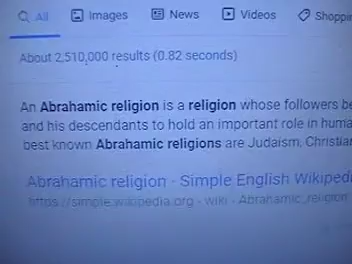 All Images News Videos Shoppin
About 2,510,000 results (0.82 seconds)
An Abrahamic religion is a religion whose followers be
and his descendants to hold an important role in huma
best known Abrahamic religions are Judaism, Christian
Abrahamic religion - Simple English Wikipedi
https://simple.wikipedia.org › wiki › Abrahamic_religion